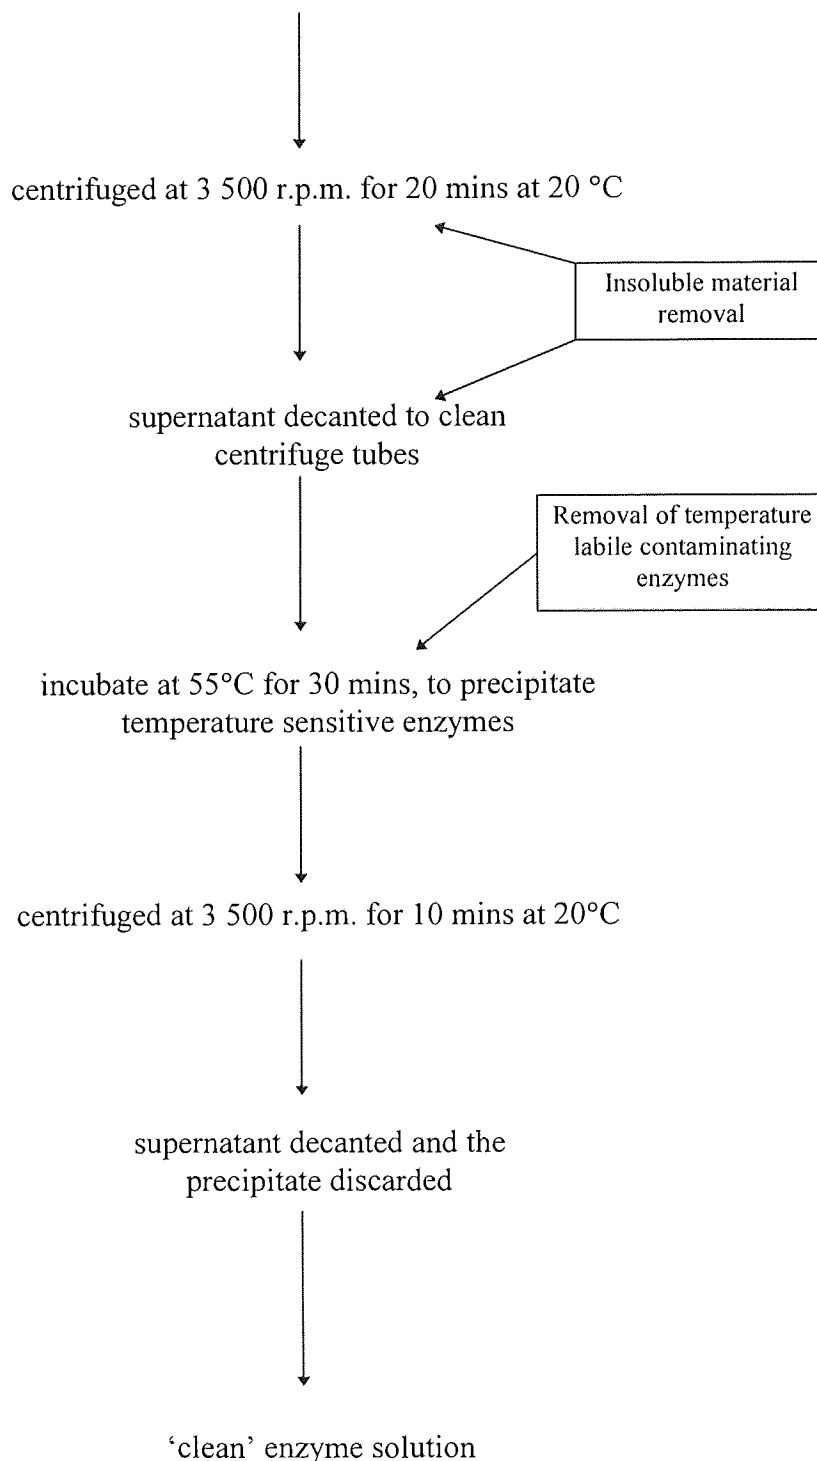 centrifuged at 3 500 r.p.m. for 20 mins at 20 °C
Insoluble material
removal
supernatant decanted to clean
centrifuge tubes
Removal of temperature
labile contaminating
enzymes
incubate at 55°C for 30 mins, to precipitate
temperature sensitive enzymes
centrifuged at 3 500 r.p.m. for 10 mins at 20°C
supernatant decanted and the
precipitate discarded
‘clean’ enzyme solution